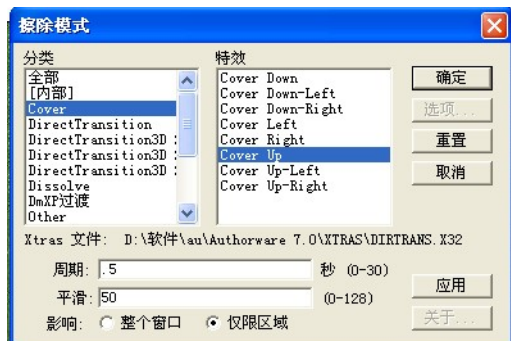 擦除模式
分类
特效
全部
[内部]
Cover
DirectTransition
DirectTransition3D
DirectTransition3D
DirectTransition3D
Dissolve
DmXP过渡
Other
Cover Down
Cover Down-Left
Cover Down-Right
Cover Left
Cover Right
Cover Up
Cover Up-Left
Cover Up-Right
确定
选项...
重置
取消
Xtras 文件: D:\软件\au\Authorware 7.0\XTRAS\DIRTRANS.X32
周期: .5 秒 (0-30)
平滑: 50 (0-128)
影响: 整个窗口 仅限区域
应用
关于...